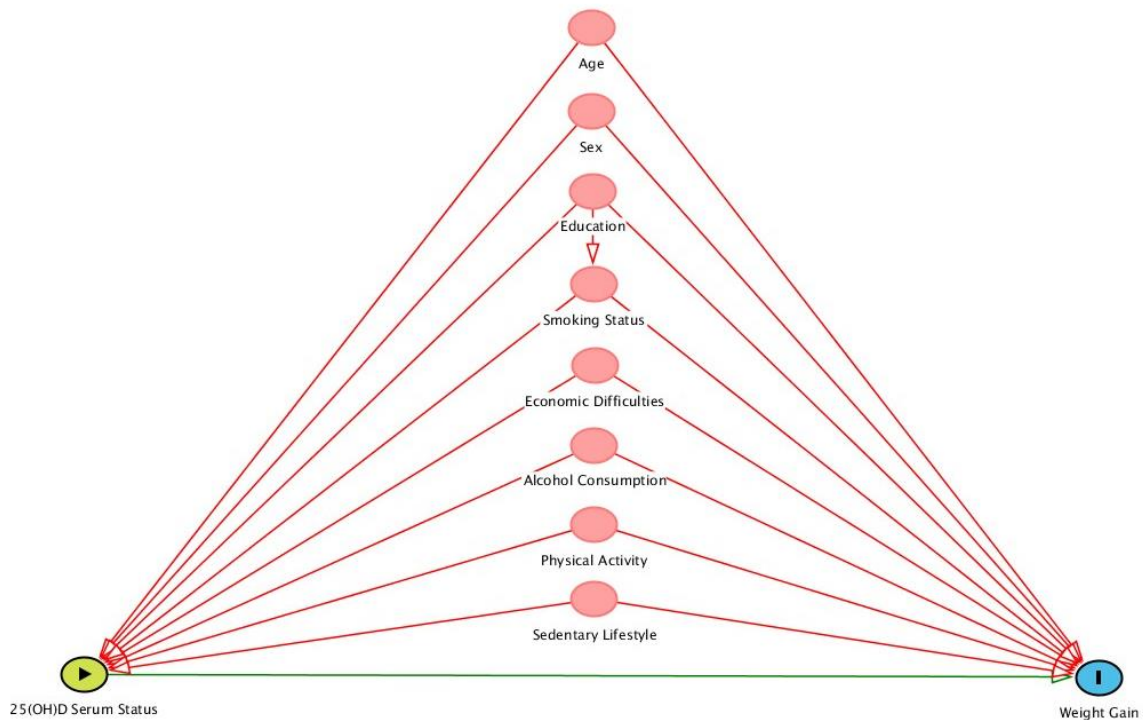 Age
Sex
Education
Smoking Status
Economic Difficulties
Alcohol Consumption
Physical Activity
Sedentary Lifestyle
25(OH)D Serum Status
Weight Gain